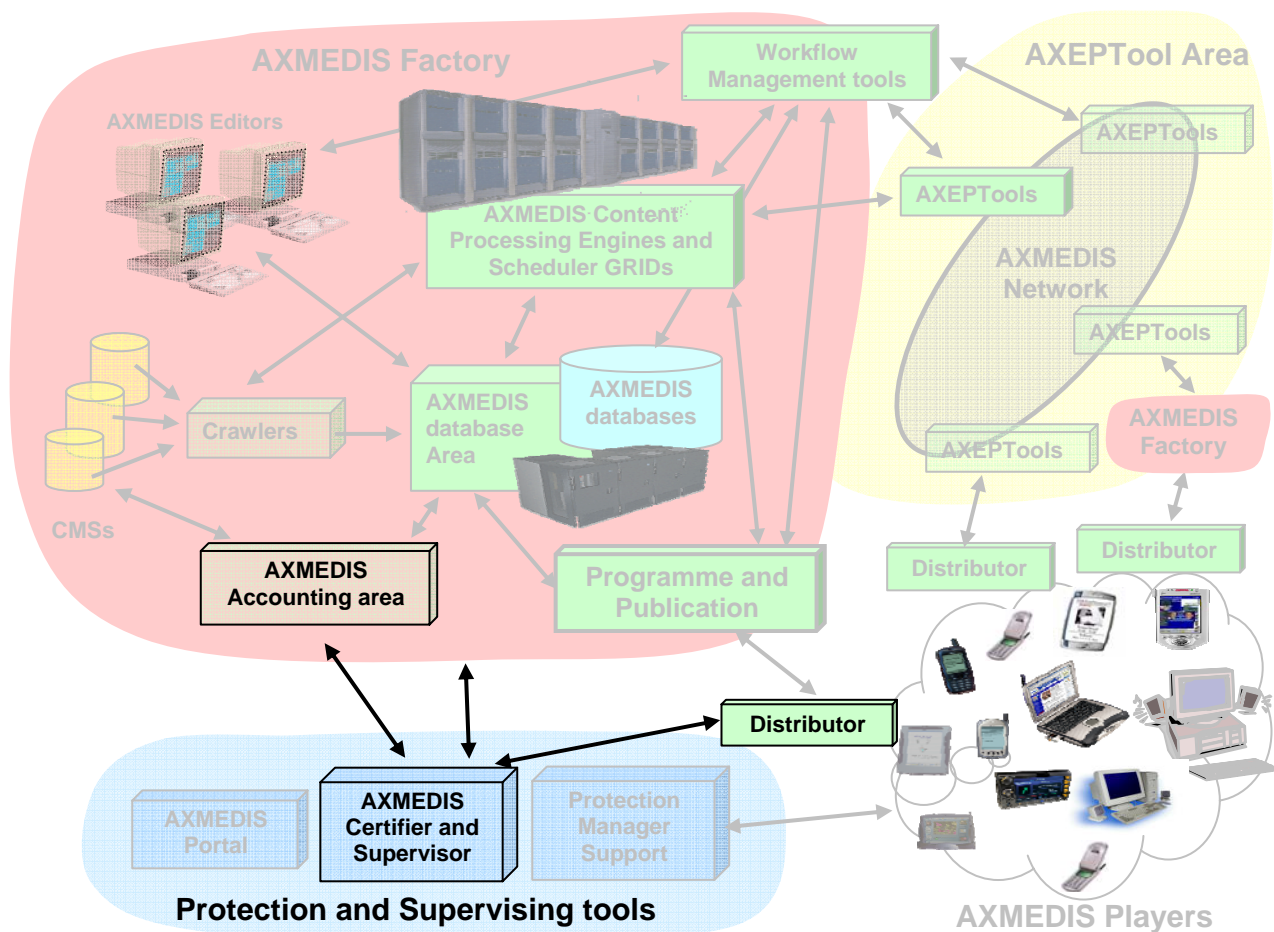 AXMEDIS Factory
Workflow
Management tools
AXEPTool Area
AXMEDIS Editors
AXEPTools
AXEPTools
AXMEDIS Content
Processing Engines and
Scheduler GRIDs
AXMEDIS
Network
AXEPTools
AXMEDIS
database
Area
AXMEDIS
databases
Crawlers
AXMEDIS
Factory
AXEPTools
CMSs
AXMEDIS
Accounting area
Programme and
Publication
Distributor
Distributor
Distributor
AXMEDIS
Portal
AXMEDIS
Certifier and
Supervisor
Protection
Manager
Support
Protection and Supervising tools
AXMEDIS Players